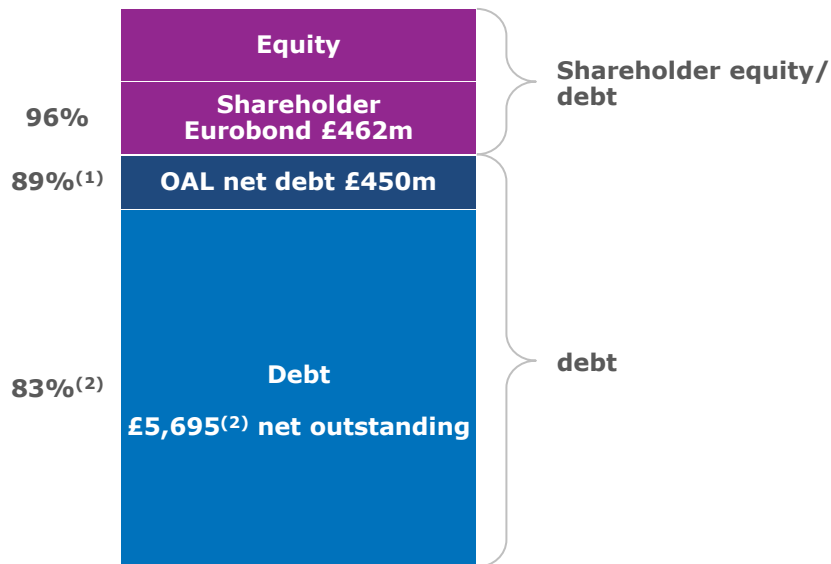 Equity
Shareholder equity/
debt
96%
Shareholder
Eurobond £462m
89%(1)
OAL net debt £450m
83%(2)
Debt
£5,695(2) net outstanding
debt